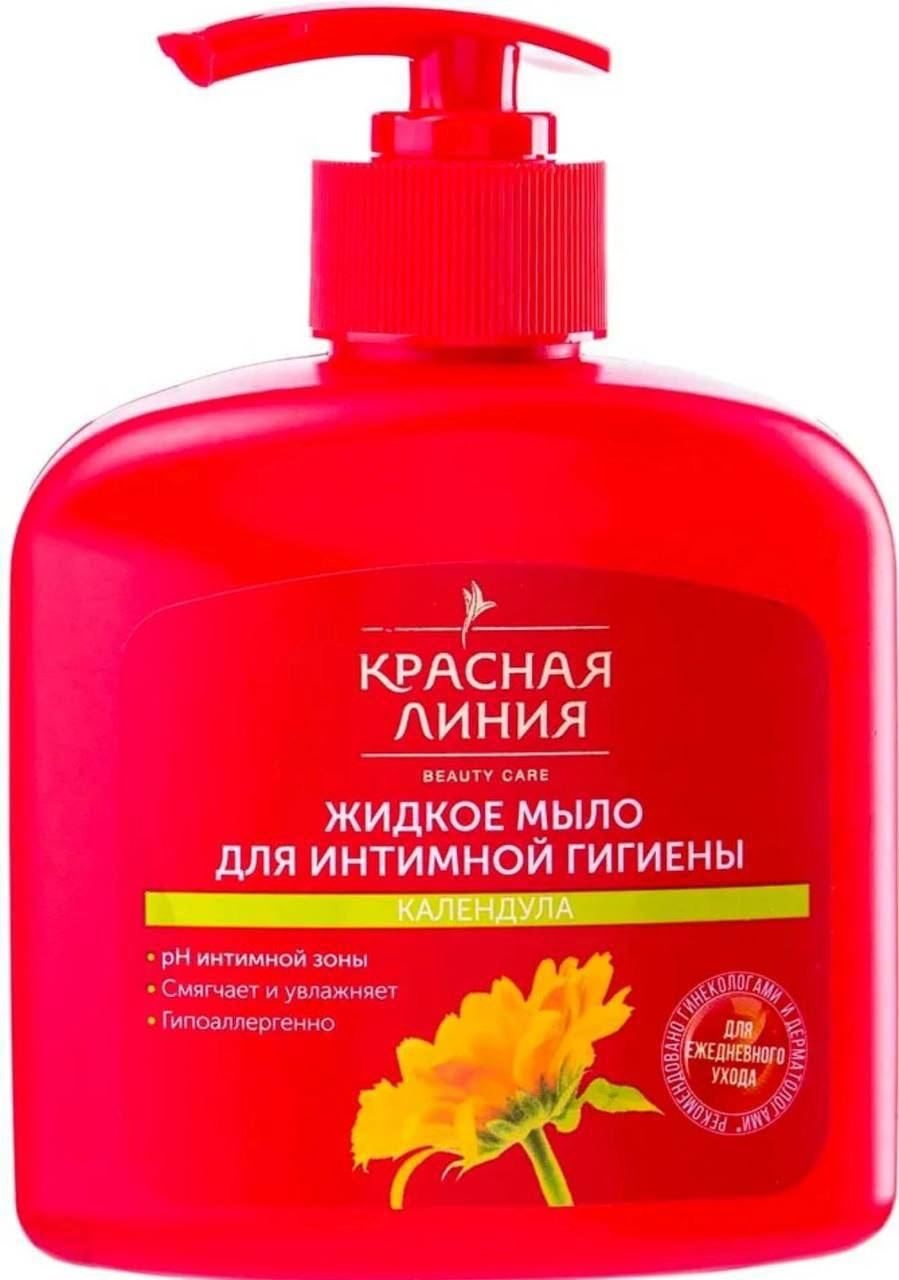 КРАСНАЯ
ЛИНИЯ
BEAUTY CARE
ЖИДКОЕ МЫЛО
ДЛЯ ИНТИМНОЙ ГИГИЕНЫ
КАЛЕНДУЛА
• pH интимной зоны
• Смягчает и увлажняет
• Гипоаллергенно
РЕКОМЕНДОВАНО ГИНЕКОЛОГАМИ И ДЕРМАТОЛОГАМИ*
ДЛЯ
ЕЖЕДНЕВНОГО
УХОДА